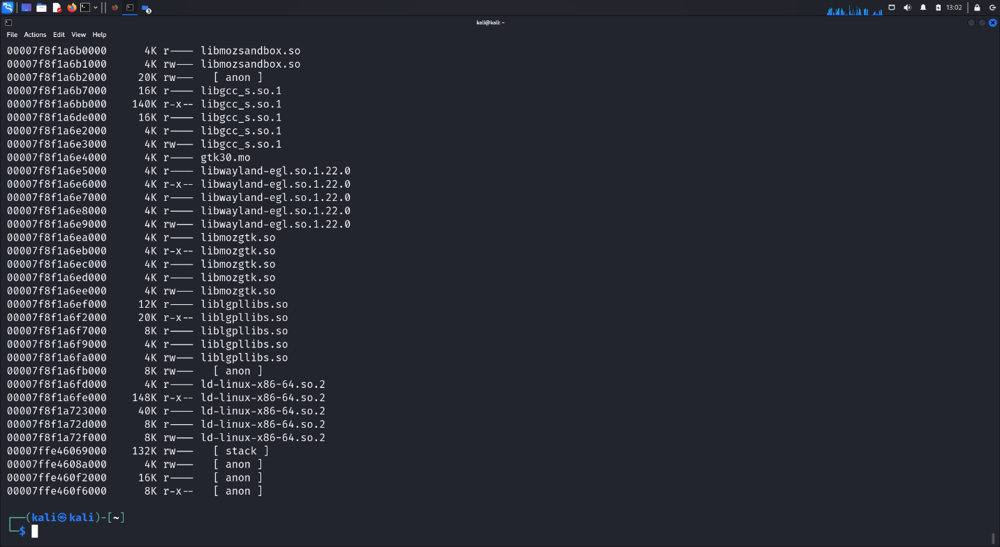 13:02
kali@kali: ~
File Actions Edit View Help
00007f8f1a6b0000 4K r---- libmozsandbox.so
00007f8f1a6b1000 4K rw--- libmozsandbox.so
00007f8f1a6b2000 20K rw--- [ anon ]
00007f8f1a6b7000 16K r---- libgcc_s.so.1
00007f8f1a6bb000 140K r-x-- libgcc_s.so.1
00007f8f1a6de000 16K r---- libgcc_s.so.1
00007f8f1a6e2000 4K r---- libgcc_s.so.1
00007f8f1a6e3000 4K rw--- libgcc_s.so.1
00007f8f1a6e4000 4K r---- gtk30.mo
00007f8f1a6e5000 4K r---- libwayland-egl.so.1.22.0
00007f8f1a6e6000 4K r-x-- libwayland-egl.so.1.22.0
00007f8f1a6e7000 4K r---- libwayland-egl.so.1.22.0
00007f8f1a6e8000 4K r---- libwayland-egl.so.1.22.0
00007f8f1a6e9000 4K rw--- libwayland-egl.so.1.22.0
00007f8f1a6ea000 4K r---- libmozgtk.so
00007f8f1a6eb000 4K r-x-- libmozgtk.so
00007f8f1a6ec000 4K r---- libmozgtk.so
00007f8f1a6ed000 4K r---- libmozgtk.so
00007f8f1a6ee000 4K rw--- libmozgtk.so
00007f8f1a6ef000 12K r---- liblgpllibs.so
00007f8f1a6f2000 20K r-x-- liblgpllibs.so
00007f8f1a6f7000 8K r---- liblgpllibs.so
00007f8f1a6f9000 4K r---- liblgpllibs.so
00007f8f1a6fa000 4K rw--- liblgpllibs.so
00007f8f1a6fb000 8K rw--- [ anon ]
00007f8f1a6fd000 4K r---- ld-linux-x86-64.so.2
00007f8f1a6fe000 148K r-x-- ld-linux-x86-64.so.2
00007f8f1a723000 40K r---- ld-linux-x86-64.so.2
00007f8f1a72d000 8K r---- ld-linux-x86-64.so.2
00007f8f1a72f000 8K rw--- ld-linux-x86-64.so.2
00007ffe46069000 132K rw--- [ stack ]
00007ffe4608a000 4K rw--- [ anon ]
00007ffe460f2000 16K r---- [ anon ]
00007ffe460f6000 8K r-x-- [ anon ]
┌──(kali㉿kali)-[~]
└─$